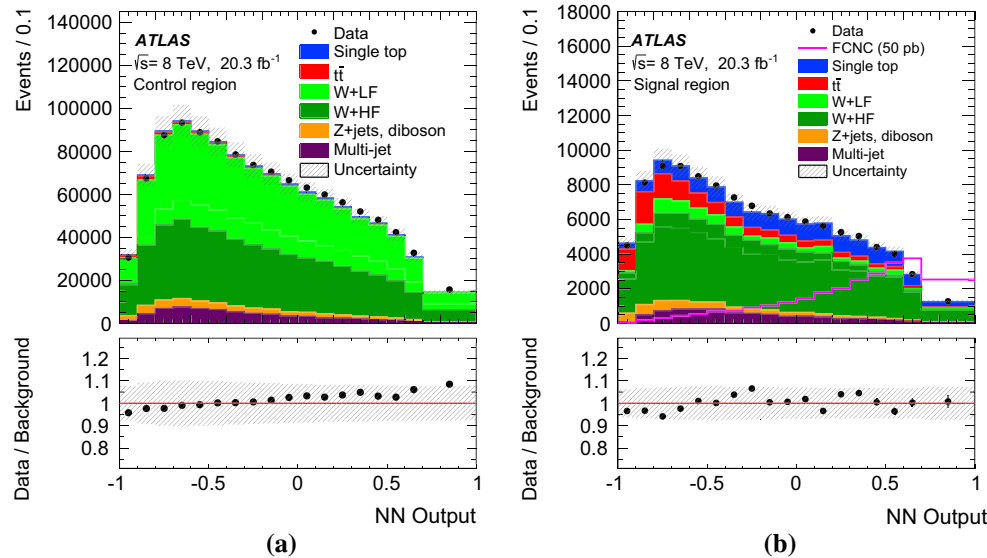 Events / 0.1
140000
120000
100000
80000
60000
40000
20000
0
ATLAS
√s= 8 TeV, 20.3 fb⁻¹
Control region
Data
Single top
tt̄
W+LF
W+HF
Z+jets, diboson
Multi-jet
Uncertainty
Data / Background
1.2
1.1
1
0.9
0.8
-1
-0.5
0
0.5
1
NN Output
(a)
Events / 0.1
18000
16000
14000
12000
10000
8000
6000
4000
2000
0
ATLAS
√s= 8 TeV, 20.3 fb⁻¹
Signal region
Data
FCNC (50 pb)
Single top
tt̄
W+LF
W+HF
Z+jets, diboson
Multi-jet
Uncertainty
Data / Background
1.2
1.1
1
0.9
0.8
-1
-0.5
0
0.5
1
NN Output
(b)